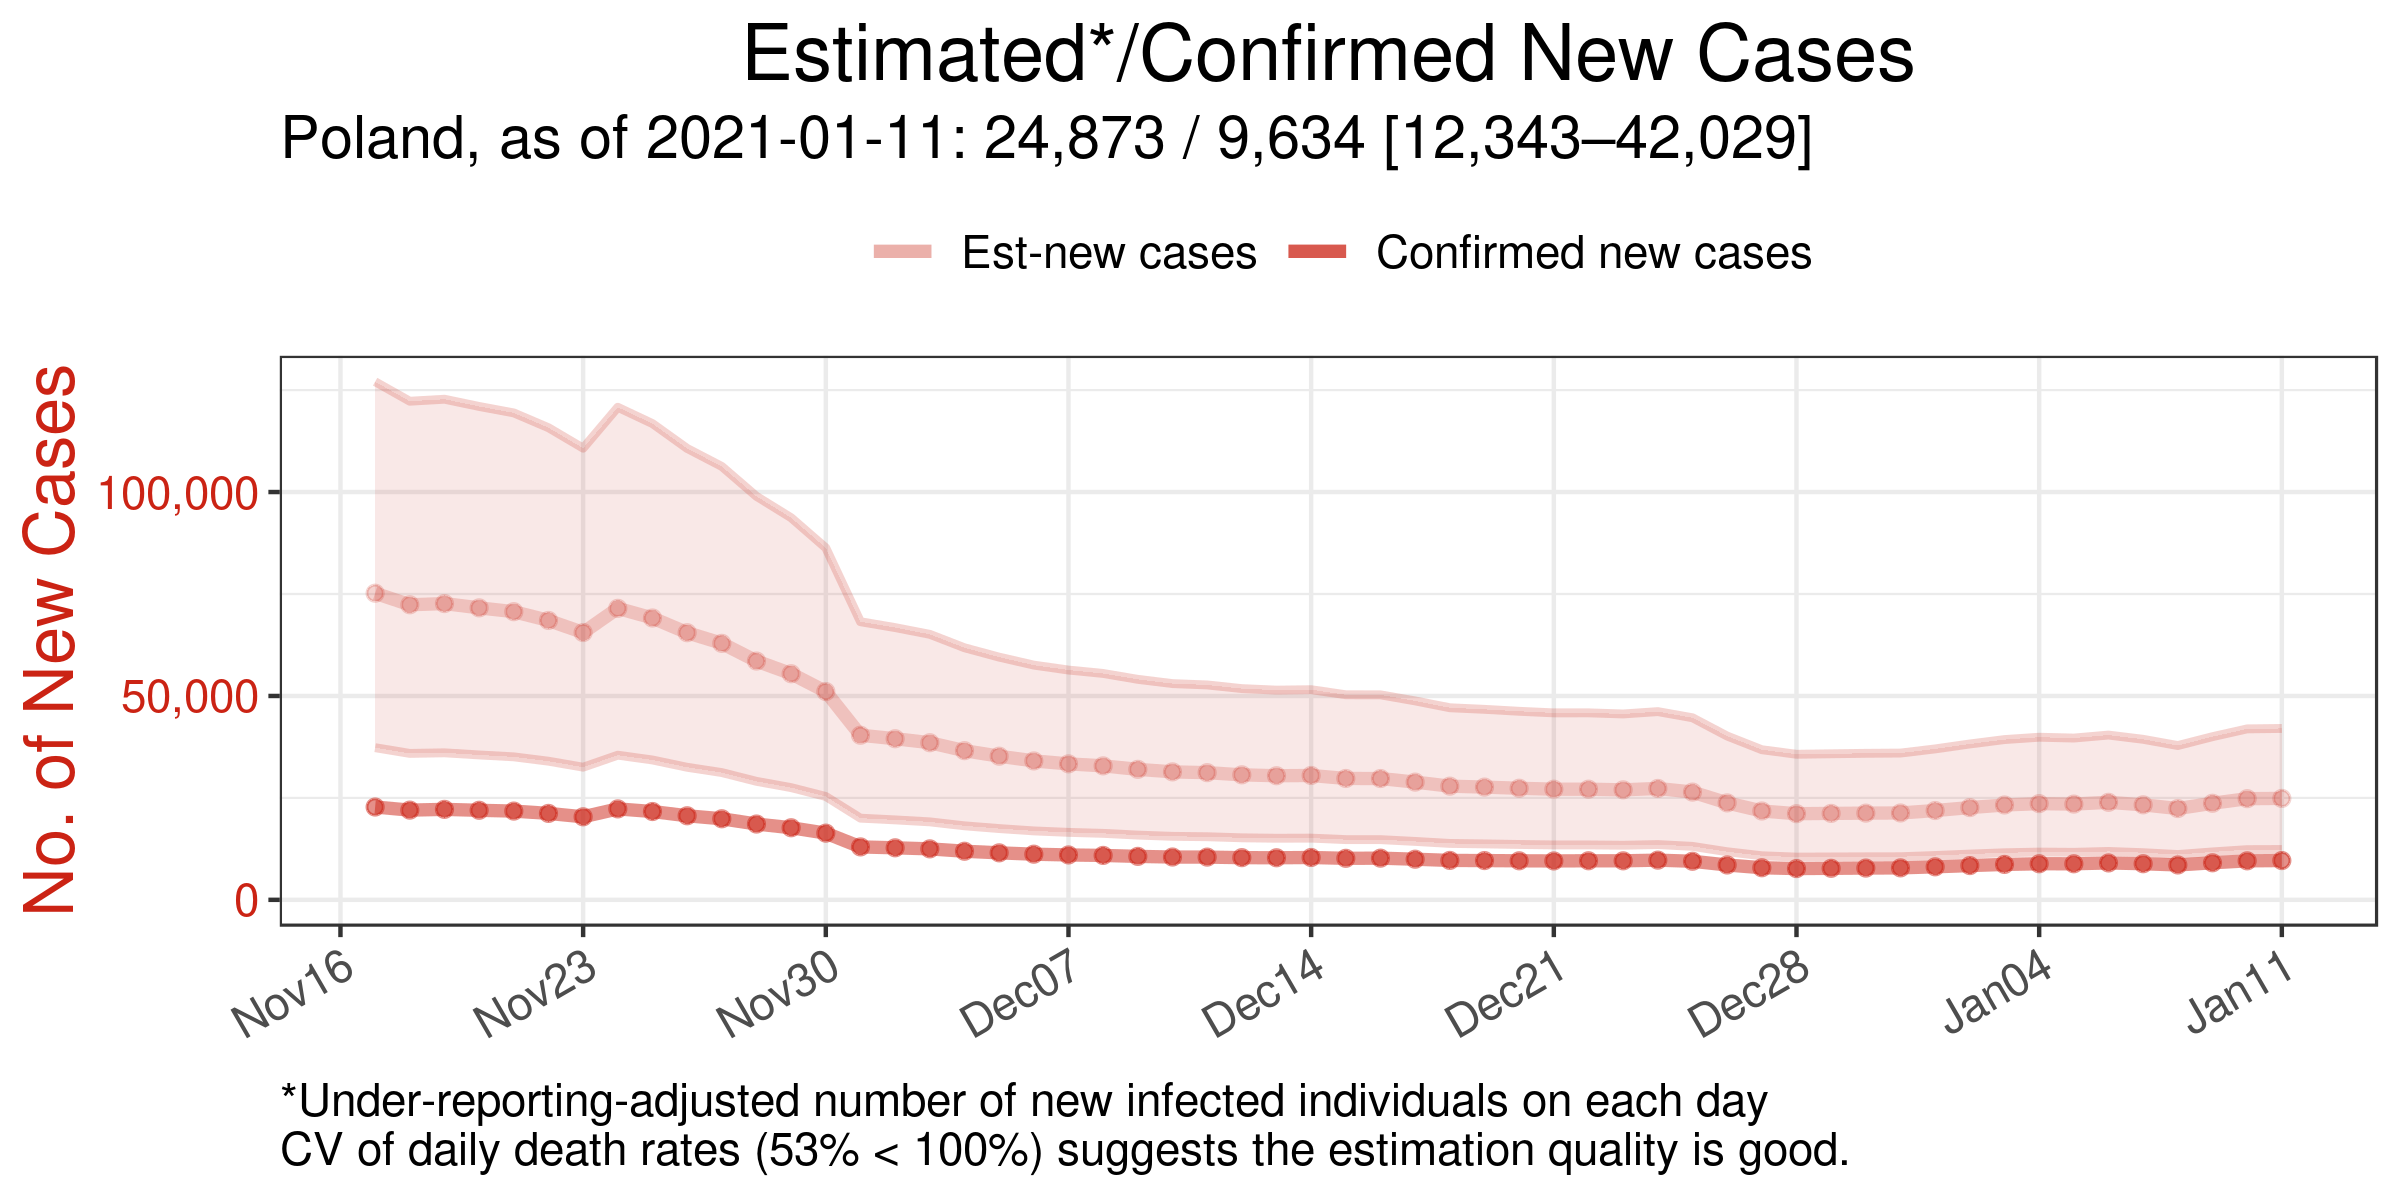 Estimated*/Confirmed New Cases
Poland, as of 2021-01-11: 24,873 / 9,634 [12,343–42,029]
Est-new cases Confirmed new cases
No. of New Cases
100,000
50,000
0
Nov16 Nov23 Nov30 Dec07 Dec14 Dec21 Dec28 Jan04 Jan11
*Under-reporting-adjusted number of new infected individuals on each day
CV of daily death rates (53% < 100%) suggests the estimation quality is good.